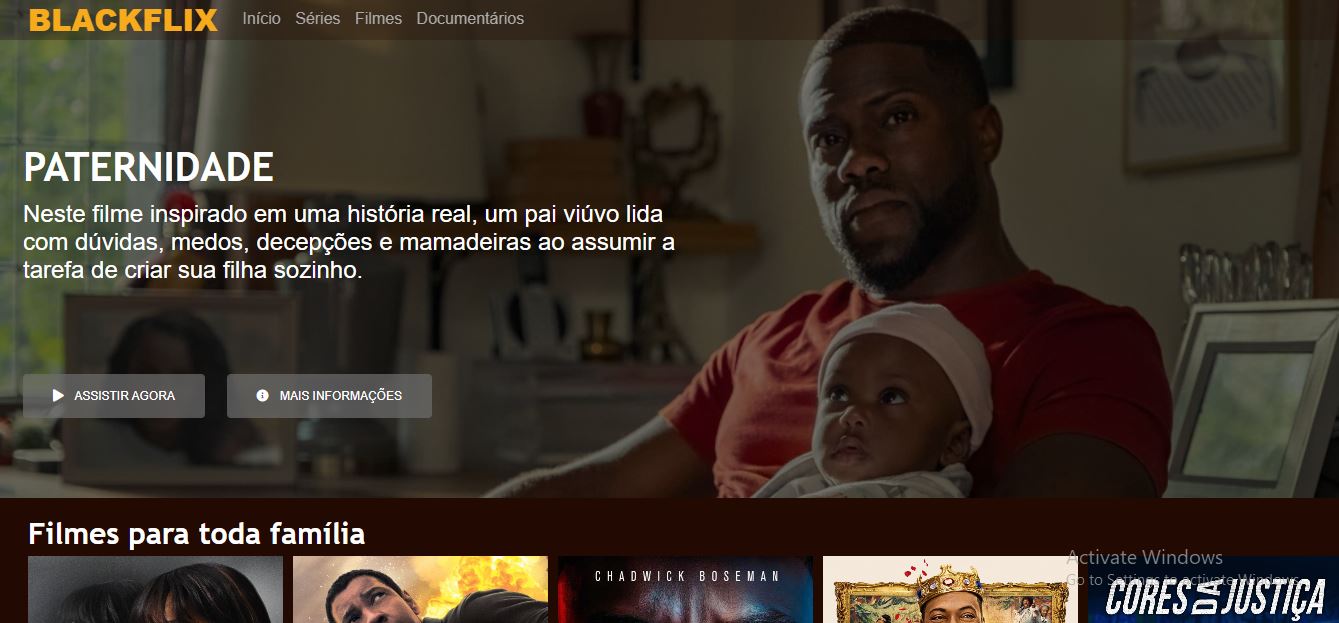 BLACKFLIX Início Séries Filmes Documentários
PATERNIDADE
Neste filme inspirado em uma história real, um pai viúvo lida
com dúvidas, medos, decepções e mamadeiras ao assumir a
tarefa de criar sua filha sozinho.
ASSISTIR AGORA MAIS INFORMAÇÕES
Filmes para toda família
Activate Windows
Go to Settings to activate Windows.
CHADWICK BOSEMAN
CORES DA JUSTIÇA